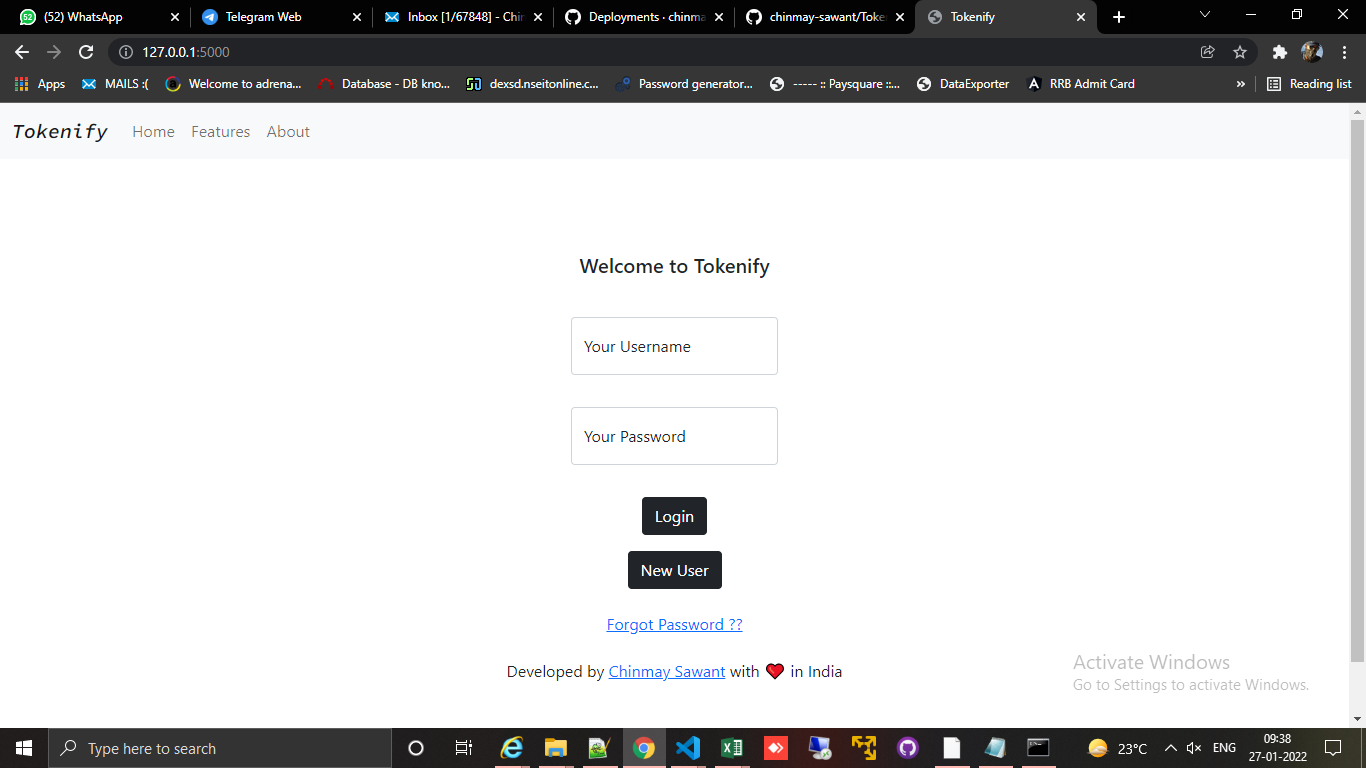 52 (52) WhatsApp
Telegram Web
Inbox [1/67848] - Chin
Deployments · chinma
chinmay-sawant/Toke
Tokenify
127.0.0.1:5000
Apps
MAILS :(
Welcome to adrena...
Database - DB kno...
dexsd.nseitonline.c...
Password generator...
----- :: Paysquare ::...
DataExporter
RRB Admit Card
»
Reading list
Tokenify
Home
Features
About
Welcome to Tokenify
Your Username
Your Password
Login
New User
Forgot Password ??
Developed by Chinmay Sawant with ❤ in India
Activate Windows
Go to Settings to activate Windows.
Type here to search
23°C
ENG
09:38
27-01-2022